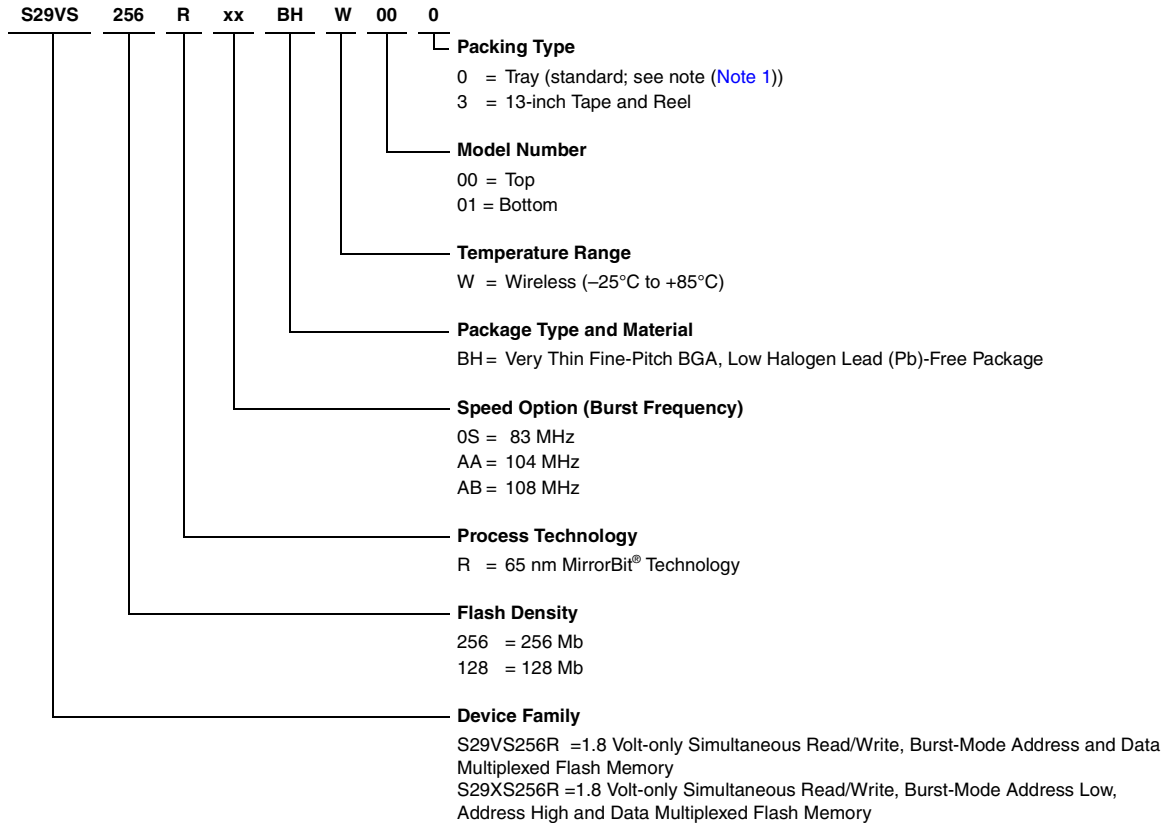 S29VS 256 R xx BH W 00 0
Packing Type
0 = Tray (standard; see note (Note 1))
3 = 13-inch Tape and Reel
Model Number
00 = Top
01 = Bottom
Temperature Range
W = Wireless (–25°C to +85°C)
Package Type and Material
BH = Very Thin Fine-Pitch BGA, Low Halogen Lead (Pb)-Free Package
Speed Option (Burst Frequency)
0S = 83 MHz
AA = 104 MHz
AB = 108 MHz
Process Technology
R = 65 nm MirrorBit® Technology
Flash Density
256 = 256 Mb
128 = 128 Mb
Device Family
S29VS256R =1.8 Volt-only Simultaneous Read/Write, Burst-Mode Address and Data
Multiplexed Flash Memory
S29XS256R =1.8 Volt-only Simultaneous Read/Write, Burst-Mode Address Low,
Address High and Data Multiplexed Flash Memory